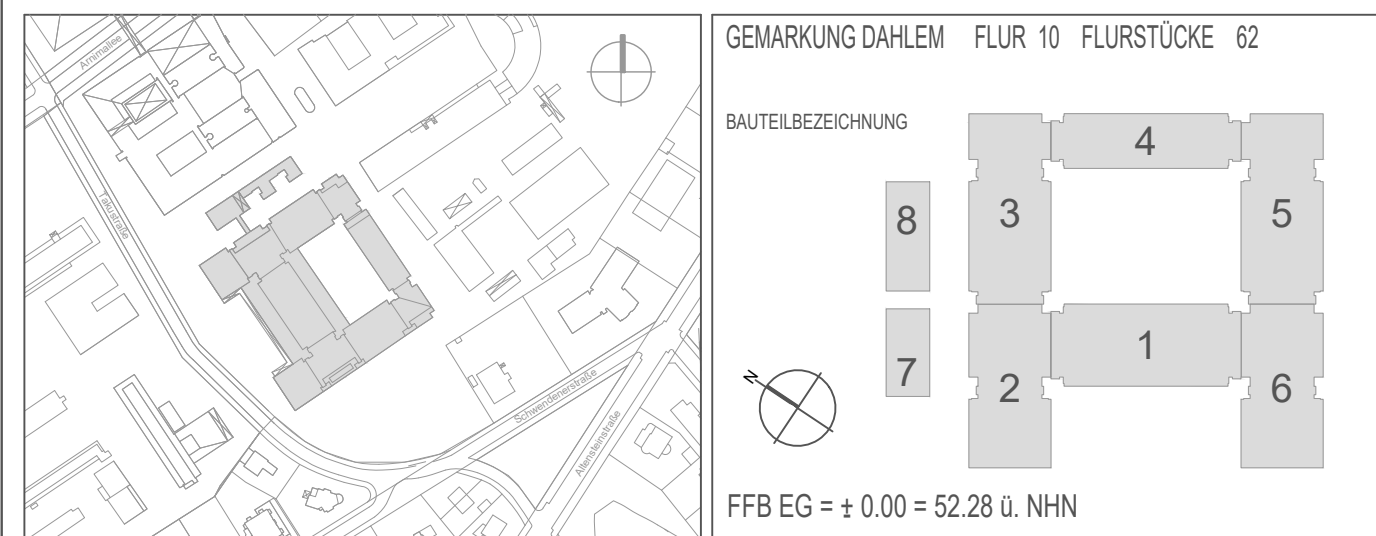 Arnimallee
Takustraße
Schwendenerstraße
Altensteinstraße
GEMARKUNG DAHLEM FLUR 10 FLURSTÜCKE 62
BAUTEILBEZEICHNUNG
4
8
3
5
7
1
2
6
N
FFB EG = ± 0.00 = 52.28 ü. NHN